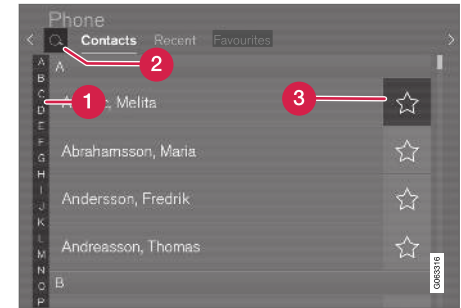 Phone
Contacts Recent Favourites
2
A
A
B
C
D
E
F
G
H
I
J
K
L
M
N
O
P
1
Melita
3
Abrahamsson, Maria
Andersson, Fredrik
Andreasson, Thomas
B
G063316